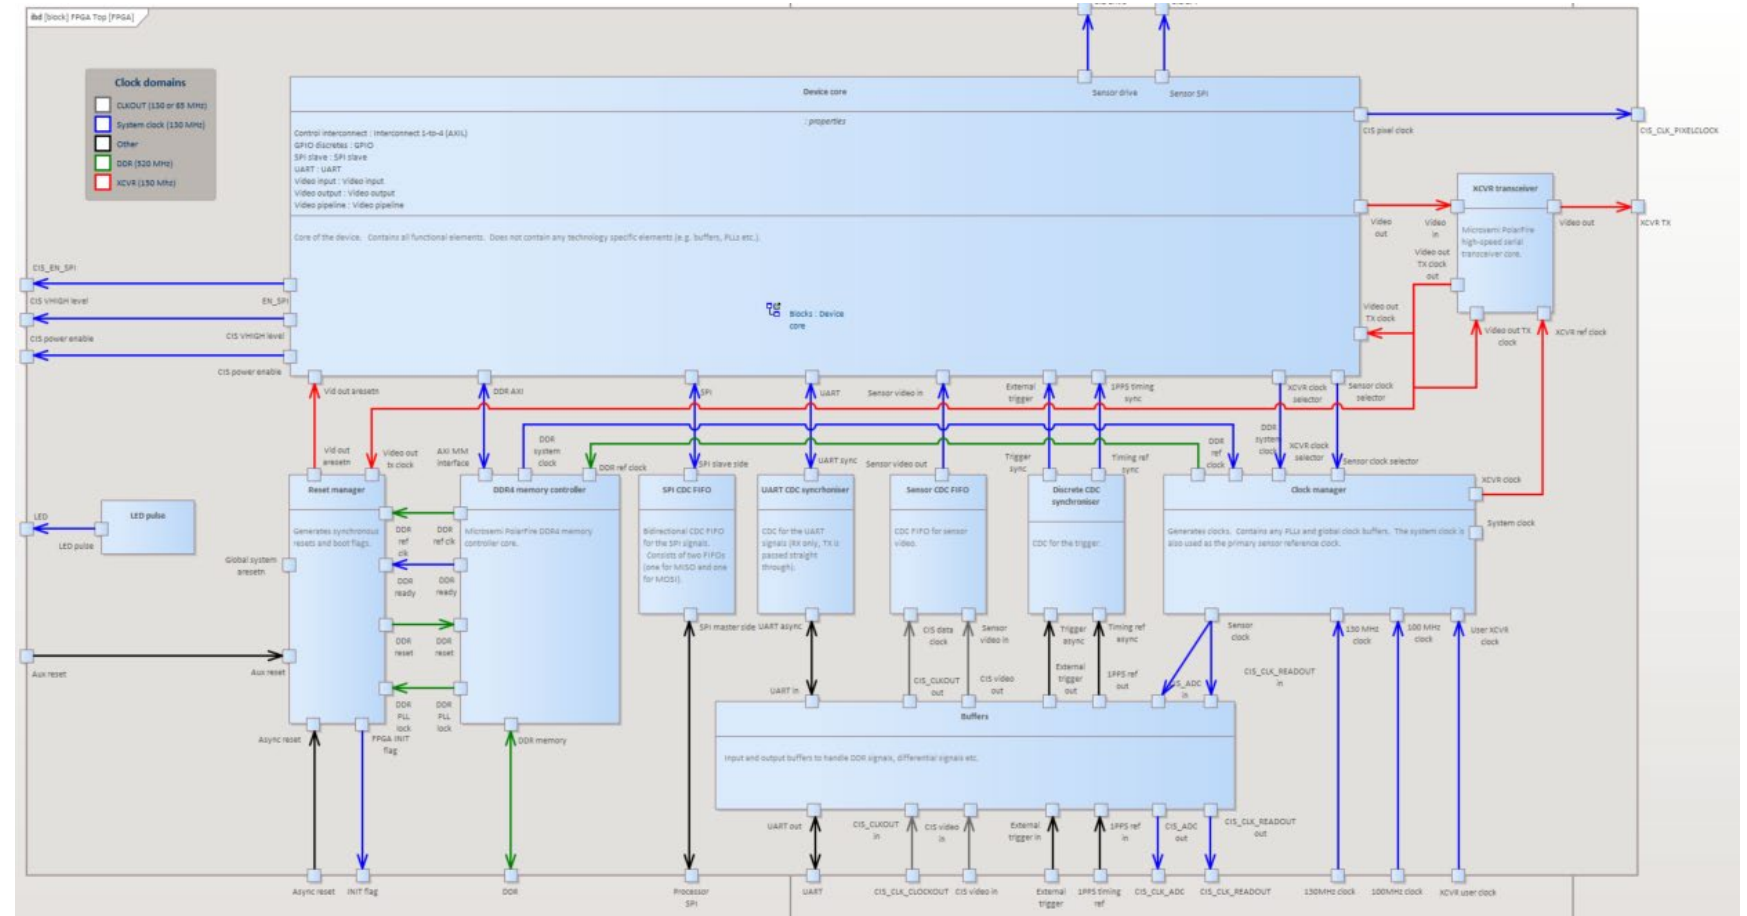 ibd [block] FPGA Top [FPGA]
Clock domains
CLKOUT (130 or 65 MHz)
System clock (130 MHz)
Other
DDR (320 MHz)
XCVR (150 Mhz)
Device core
: properties
Control interconnect : Interconnect 1-to-4 (AXIL)
GPIO discretes : GPIO
SPI slave : SPI slave
UART : UART
Video input : Video input
Video output : Video output
Video pipeline : Video pipeline
Core of the device. Contains all functional elements. Does not contain any technology specific elements (e.g. buffers, PLLs etc.).
Blocks : Device
core
Sensor drive
Sensor SPI
CIS pixel clock
CIS_CLK_PIXELCLOCK
XCVR transceiver
Microsemi PolarFire
high-speed serial
transceiver core.
Video
out
Video
in
Video out
XCVR TX
Video out
TX clock
out
Video out
TX clock
Video out TX
clock
XCVR ref clock
CIS_EN_SPI
EN_SPI
CIS VHIGH level
CIS VHIGH level
CIS power enable
CIS power enable
Vid out aresetn
DDR AXI
SPI
UART
Sensor video in
External
trigger
1PPS timing
sync
XCVR clock
selector
Sensor clock
selector
Vid out
aresetn
Video out
tx clock
AXI MM
interface
DDR
system
clock
DDR ref clock
SPI slave side
UART sync
Sensor video out
Trigger
sync
Timing ref
sync
DDR
ref
clock
DDR
system
clock
XCVR clock
selector
Sensor clock selector
XCVR clock
System clock
LED
LED pulse
LED pulse
Reset manager
Generates synchronous
resets and boot flags.
Global system
aresetn
DDR
ref
clk
DDR
ref clk
DDR
ready
DDR
ready
DDR
reset
DDR
reset
DDR
PLL
lock
DDR
PLL
lock
DDR4 memory controller
Microsemi PolarFire DDR4 memory
controller core.
SPI CDC FIFO
Bidirectional CDC FIFO
for the SPI signals.
Consists of two FIFOs
(one for MISO and one
for MOSI).
UART CDC syncrhoniser
CDC for the UART
signals (RX only, TX is
passed straight
through).
Sensor CDC FIFO
CDC FIFO for sensor
video.
Discrete CDC
synchroniser
CDC for the trigger.
Clock manager
Generates clocks. Contains any PLLs and global clock buffers. The system clock is
also used as the primary sensor reference clock.
Aux reset
Aux reset
Async reset
FPGA INIT
flag
DDR memory
SPI master side
UART async
CIS data
clock
Sensor
video in
Trigger
async
Timing ref
async
Sensor
clock
130 MHz
clock
100 MHz
clock
User XCVR
clock
UART in
CIS_CLKOUT
out
CIS video
out
External
trigger
out
1PPS ref
out
CIS_ADC
in
CIS_CLK_READOUT
in
Buffers
Input and output buffers to handle DDR signals, differential signals etc.
UART out
CIS_CLKOUT
in
CIS video
in
External
trigger in
1PPS ref
in
CIS_ADC
out
CIS_CLK_READOUT
out
Async reset
INIT flag
DDR
Processor
SPI
UART
CIS_CLK_CLOCKOUT
CIS video in
External
trigger
1PPS timing
ref
CIS_CLK_ADC
CIS_CLK_READOUT
130MHz clock
100MHz clock
XCVR user clock